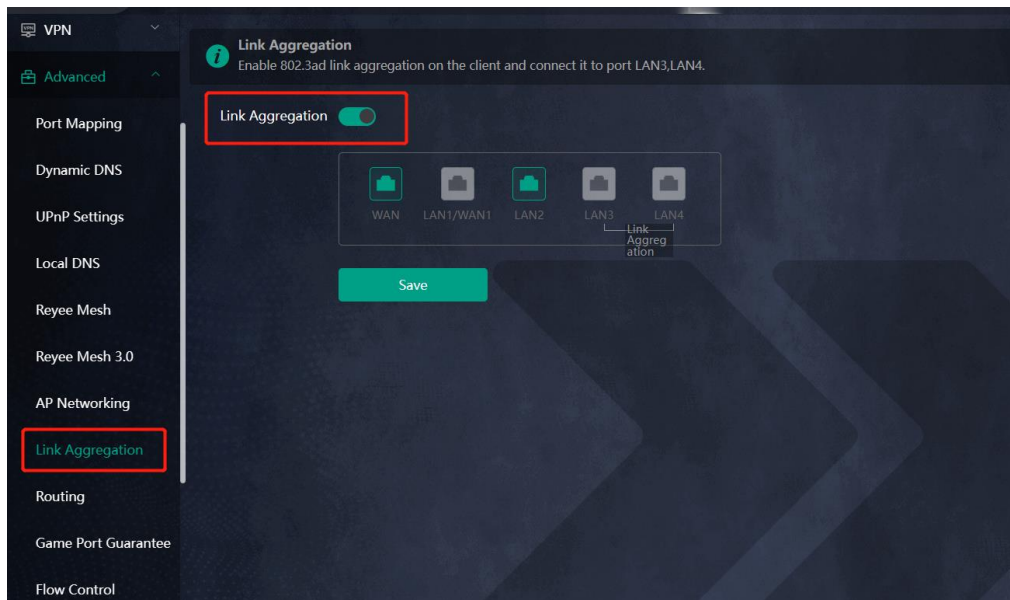 VPN
Advanced
Port Mapping
Dynamic DNS
UPnP Settings
Local DNS
Reyee Mesh
Reyee Mesh 3.0
AP Networking
Link Aggregation
Routing
Game Port Guarantee
Flow Control
Link Aggregation
Enable 802.3ad link aggregation on the client and connect it to port LAN3,LAN4.
Link Aggregation
WAN LAN1/WAN1 LAN2 LAN3 LAN4
Link
Aggreg
ation
Save